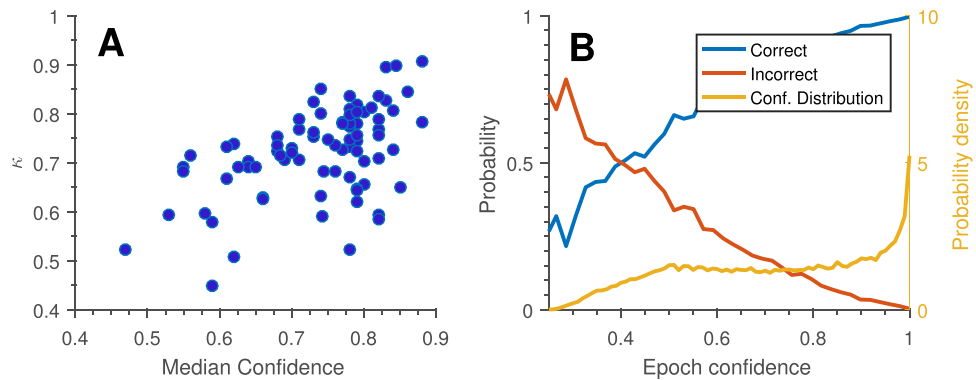 A
1
0.9
0.8
0.7
0.6
0.5
0.4
κ
0.4
0.5
0.6
0.7
0.8
0.9
Median Confidence
B
1
0.5
0
Probability
Correct
Incorrect
Conf. Distribution
10
5
0
Probability density
0.4
0.6
0.8
1
Epoch confidence